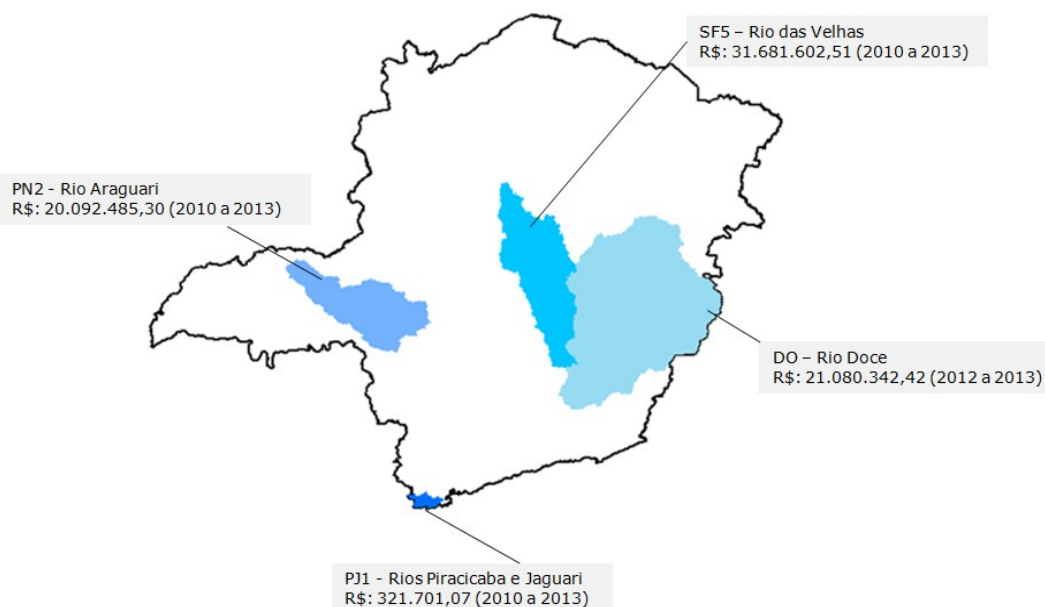 SF5 – Rio das Velhas
R$: 31.681.602,51 (2010 a 2013)
PN2 - Rio Araguari
R$: 20.092.485,30 (2010 a 2013)
DO – Rio Doce
R$: 21.080.342,42 (2012 a 2013)
PJ1 - Rios Piracicaba e Jaguari
R$: 321.701,07 (2010 a 2013)